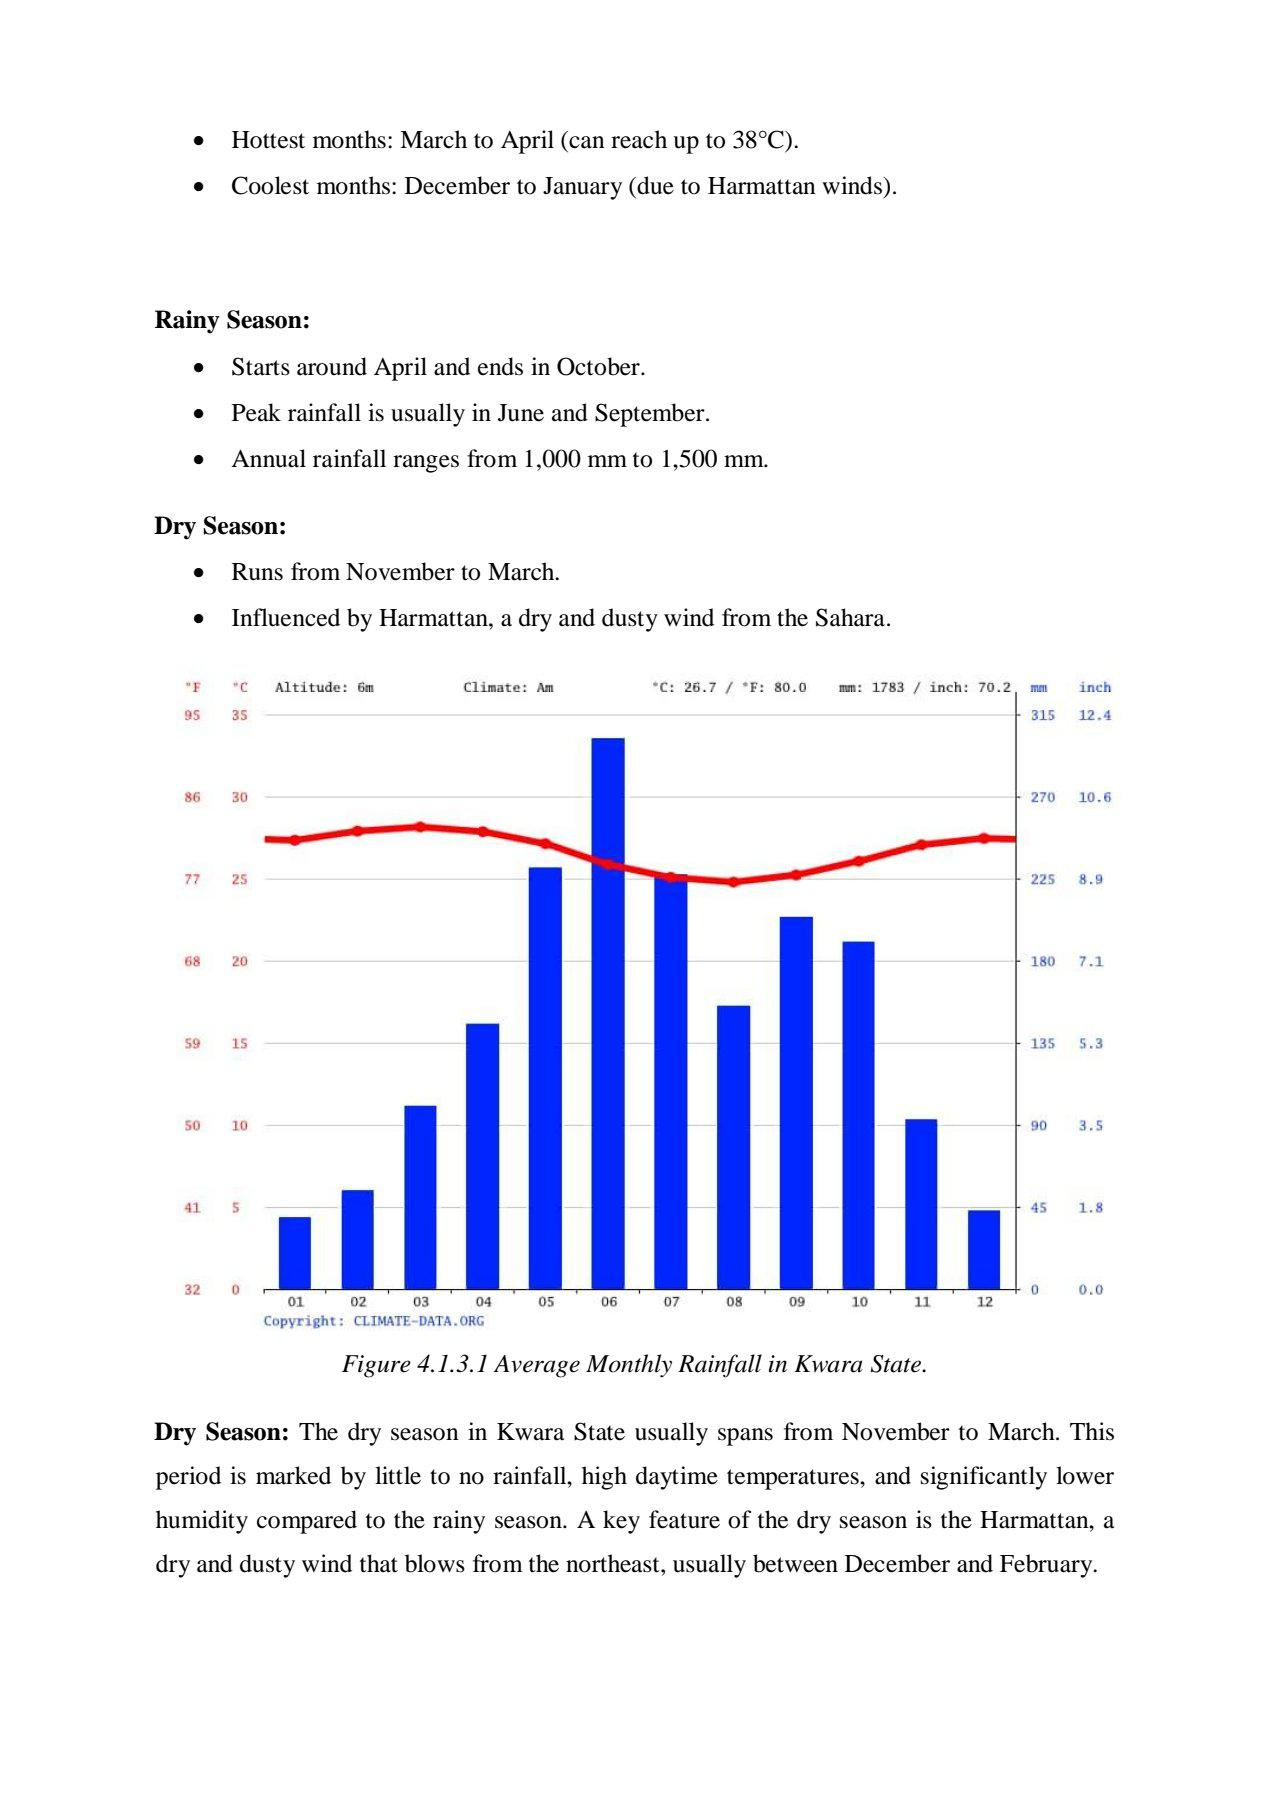 • Hottest months: March to April (can reach up to 38°C).
• Coolest months: December to January (due to Harmattan winds).
Rainy Season:
• Starts around April and ends in October.
• Peak rainfall is usually in June and September.
• Annual rainfall ranges from 1,000 mm to 1,500 mm.
Dry Season:
• Runs from November to March.
• Influenced by Harmattan, a dry and dusty wind from the Sahara.
°F °C Altitude: 6m Climate: Am °C: 26.7 / °F: 80.0 mm: 1783 / inch: 70.2 mm inch
95 35 315 12.4
86 30 270 10.6
77 25 225 8.9
68 20 180 7.1
59 15 135 5.3
50 10 90 3.5
41 5 45 1.8
32 0 0 0.0
01 02 03 04 05 06 07 08 09 10 11 12
Copyright: CLIMATE-DATA.ORG
Figure 4.1.3.1 Average Monthly Rainfall in Kwara State.
Dry Season: The dry season in Kwara State usually spans from November to March. This
period is marked by little to no rainfall, high daytime temperatures, and significantly lower
humidity compared to the rainy season. A key feature of the dry season is the Harmattan, a
dry and dusty wind that blows from the northeast, usually between December and February.